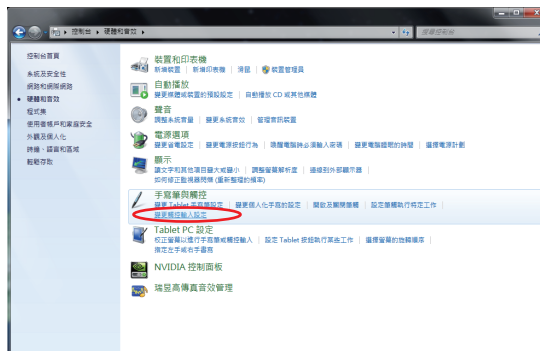 控制台 ▸ 硬體和音效 ▸
搜尋控制台
控制台首頁
系統及安全性
網路和網際網路
硬體和音效
程式集
使用者帳戶和家庭安全
外觀及個人化
時鐘、語言和區域
輕鬆存取
裝置和印表機
新增裝置 | 新增印表機 | 滑鼠 | 裝置管理員
自動播放
變更媒體或裝置的預設設定 | 自動播放 CD 或其他媒體
聲音
調整系統音量 | 變更系統音效 | 管理音訊裝置
電源選項
變更省電設定 | 變更電源按鈕行為 | 喚醒電腦時必須輸入密碼 | 變更電腦睡眠的時間 | 選擇電源計劃
顯示
讓文字和其他項目變大或變小 | 調整螢幕解析度 | 連線到外部顯示器
如何修正監視器閃爍 (重新整理的頻率)
手寫筆與觸控
變更 Tablet 手寫筆設定 | 變更個人化手寫的設定 | 開啟及關閉筆觸 | 設定筆觸執行特定工作
變更觸控輸入設定
Tablet PC 設定
校正螢幕以進行手寫筆或觸控輸入 | 設定 Tablet 按鈕執行某些工作 | 選擇螢幕的旋轉順序
指定左手或右手書寫
NVIDIA 控制面板
瑞昱高傳真音效管理